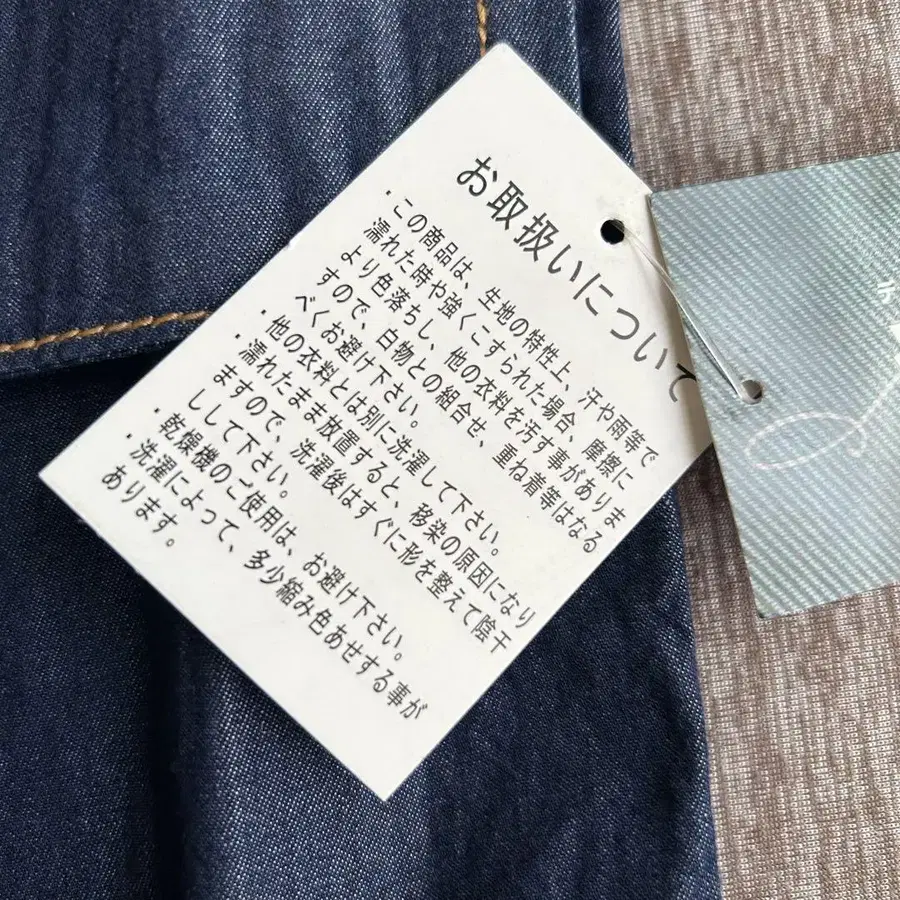 お取扱いについて
・この商品は、生地の特性上、汗や雨等で
濡れた時や強くこすられた場合、摩擦に
より色落ちし、他の衣料を汚す事がありま
すので、白物との組合せ、重ね着等はなる
べくお避け下さい。
・他の衣料とは別に洗濯して下さい。
・濡れたまま放置すると、移染の原因になり
ますので、洗濯後はすぐに形を整えて陰干
しして下さい。
・乾燥機のご使用は、お避け下さい。
・洗濯によって、多少縮み色あせする事が
あります。